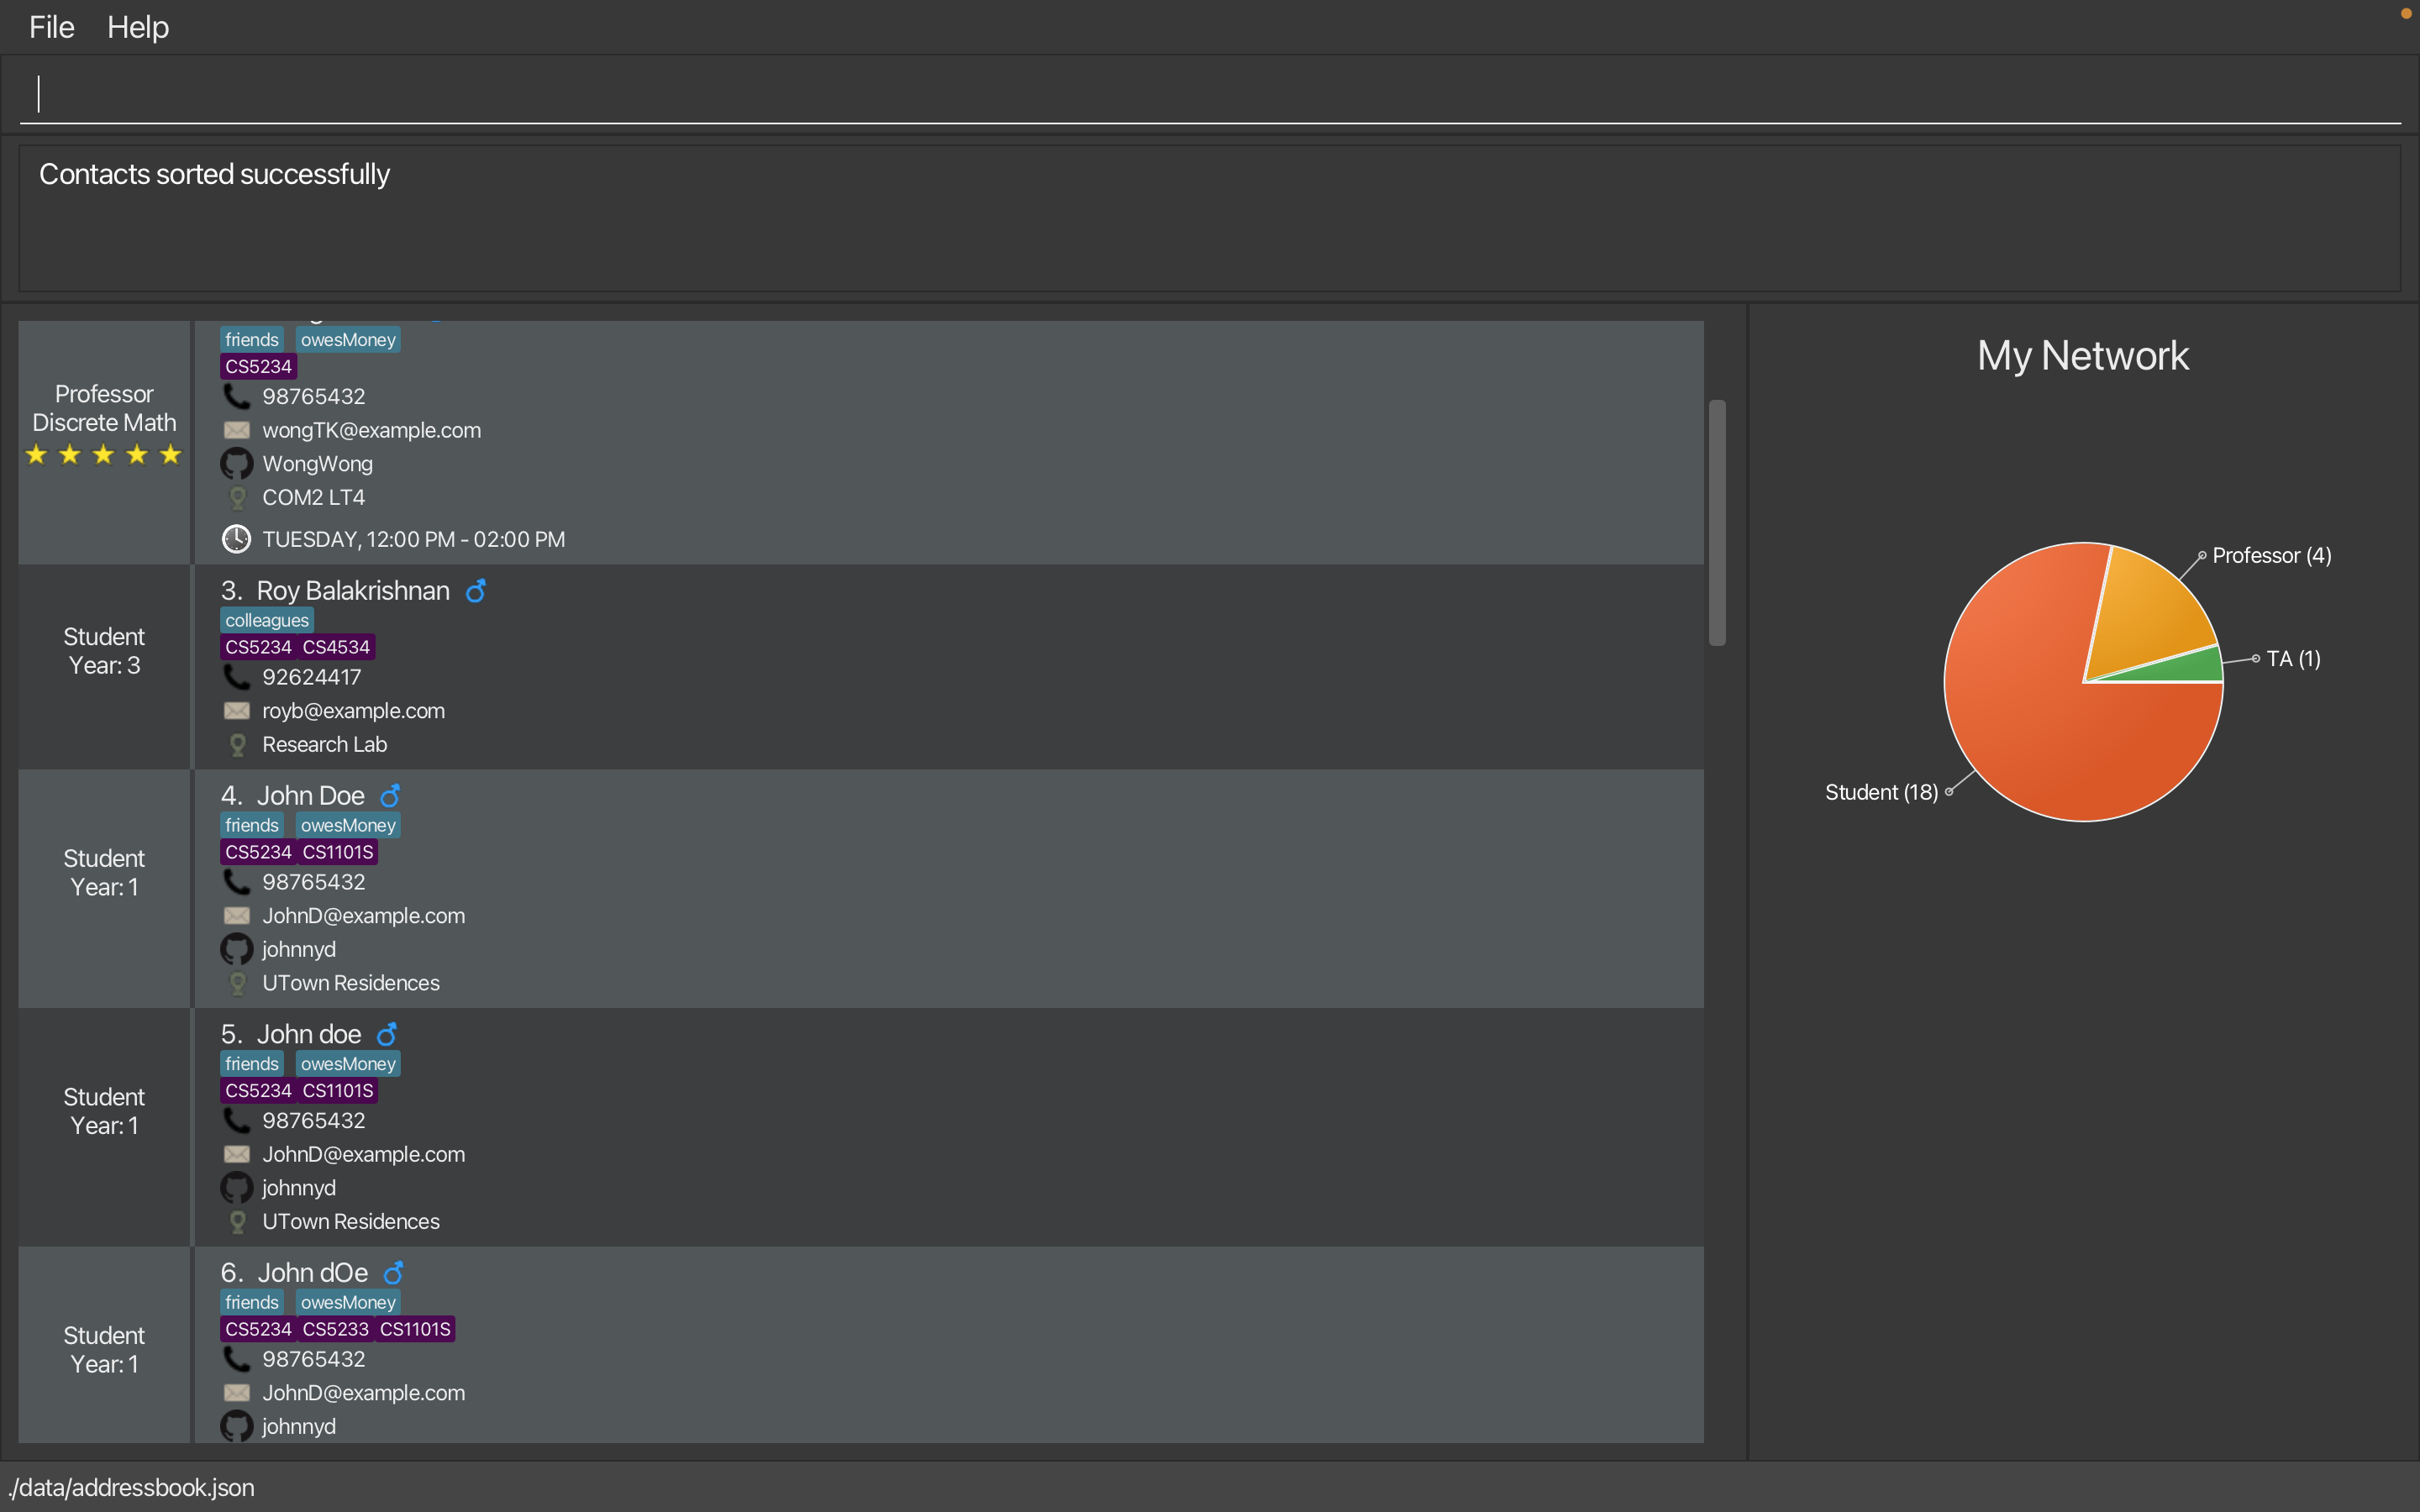 File Help
Contacts sorted successfully
Professor
Discrete Math
friends owesMoney
CS5234
98765432
wongTK@example.com
WongWong
COM2 LT4
TUESDAY, 12:00 PM - 02:00 PM
Student
Year: 3
3. Roy Balakrishnan
colleagues
CS5234 CS4534
92624417
royb@example.com
Research Lab
Student
Year: 1
4. John Doe
friends owesMoney
CS5234 CS1101S
98765432
JohnD@example.com
johnnyd
UTown Residences
Student
Year: 1
5. John doe
friends owesMoney
CS5234 CS1101S
98765432
JohnD@example.com
johnnyd
UTown Residences
Student
Year: 1
6. John dOe
friends owesMoney
CS5234 CS5233 CS1101S
98765432
JohnD@example.com
johnnyd
My Network
Professor (4)
TA (1)
Student (18)
./data/addressbook.json